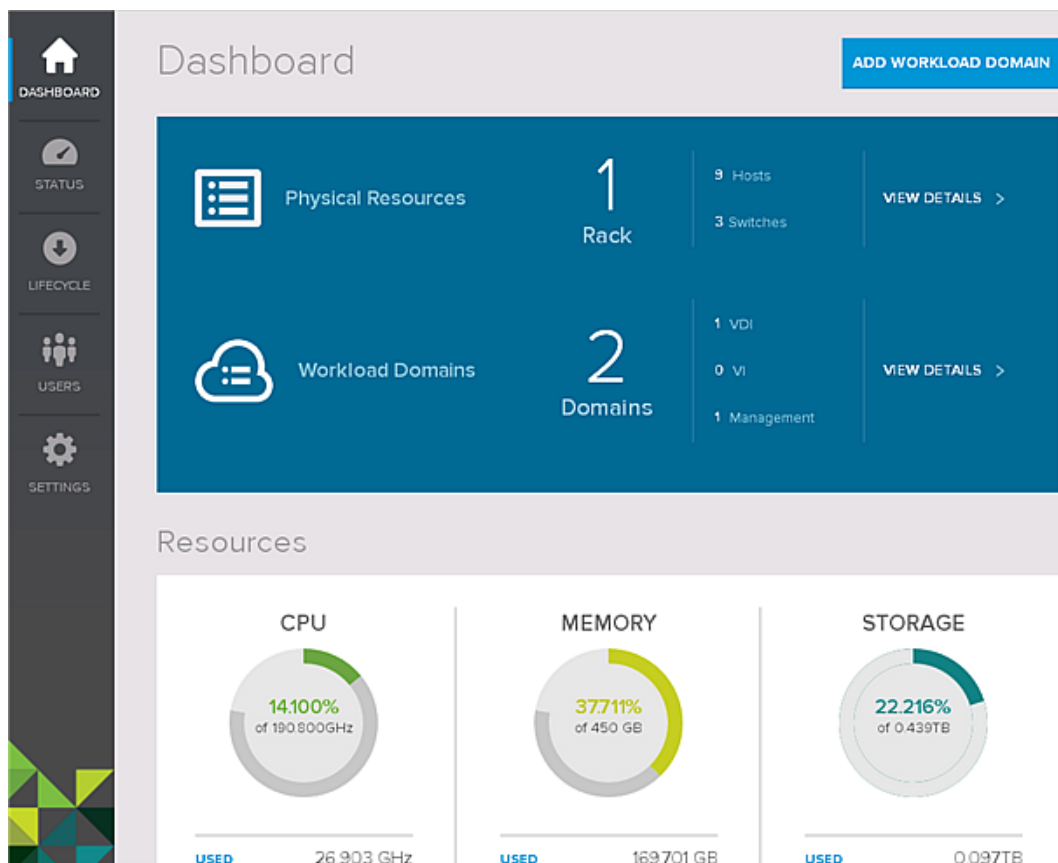 Dashboard
ADD WORKLOAD DOMAIN
DASHBOARD
STATUS
LIFECYCLE
USERS
SETTINGS
Physical Resources
1
Rack
9 Hosts
3 Switches
VIEW DETAILS >
Workload Domains
2
Domains
1 VDI
0 VI
1 Management
VIEW DETAILS >
Resources
CPU
14.100%
of 190.800GHz
USED 26.903 GHz
MEMORY
37.711%
of 450 GB
USED 169.701 GB
STORAGE
22.216%
of 0.439TB
USED 0.097TB